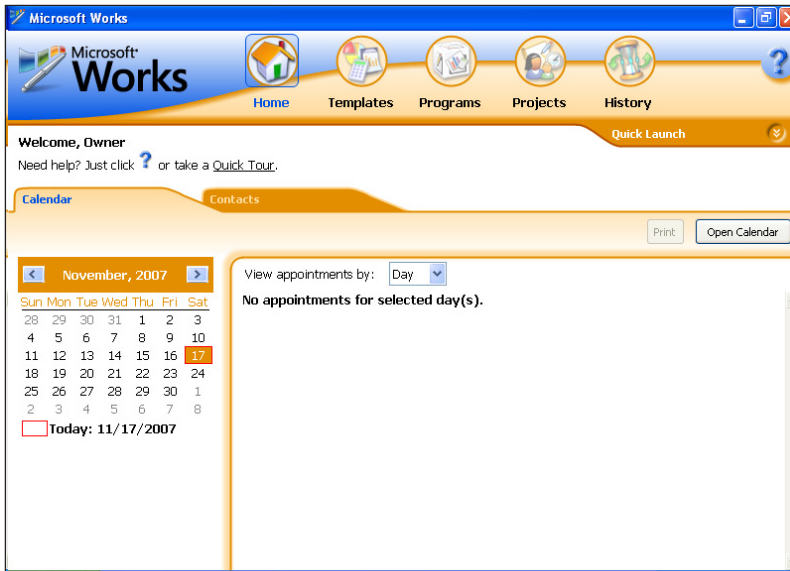 Microsoft Works
Microsoft
Works
Home Templates Programs Projects History
?
Quick Launch
Welcome, Owner
Need help? Just click ? or take a Quick Tour.
Calendar Contacts
Print Open Calendar
November, 2007
View appointments by: Day
No appointments for selected day(s).
Sun Mon Tue Wed Thu Fri Sat
28 29 30 31 1 2 3
4 5 6 7 8 9 10
11 12 13 14 15 16 17
18 19 20 21 22 23 24
25 26 27 28 29 30 1
2 3 4 5 6 7 8
Today: 11/17/2007